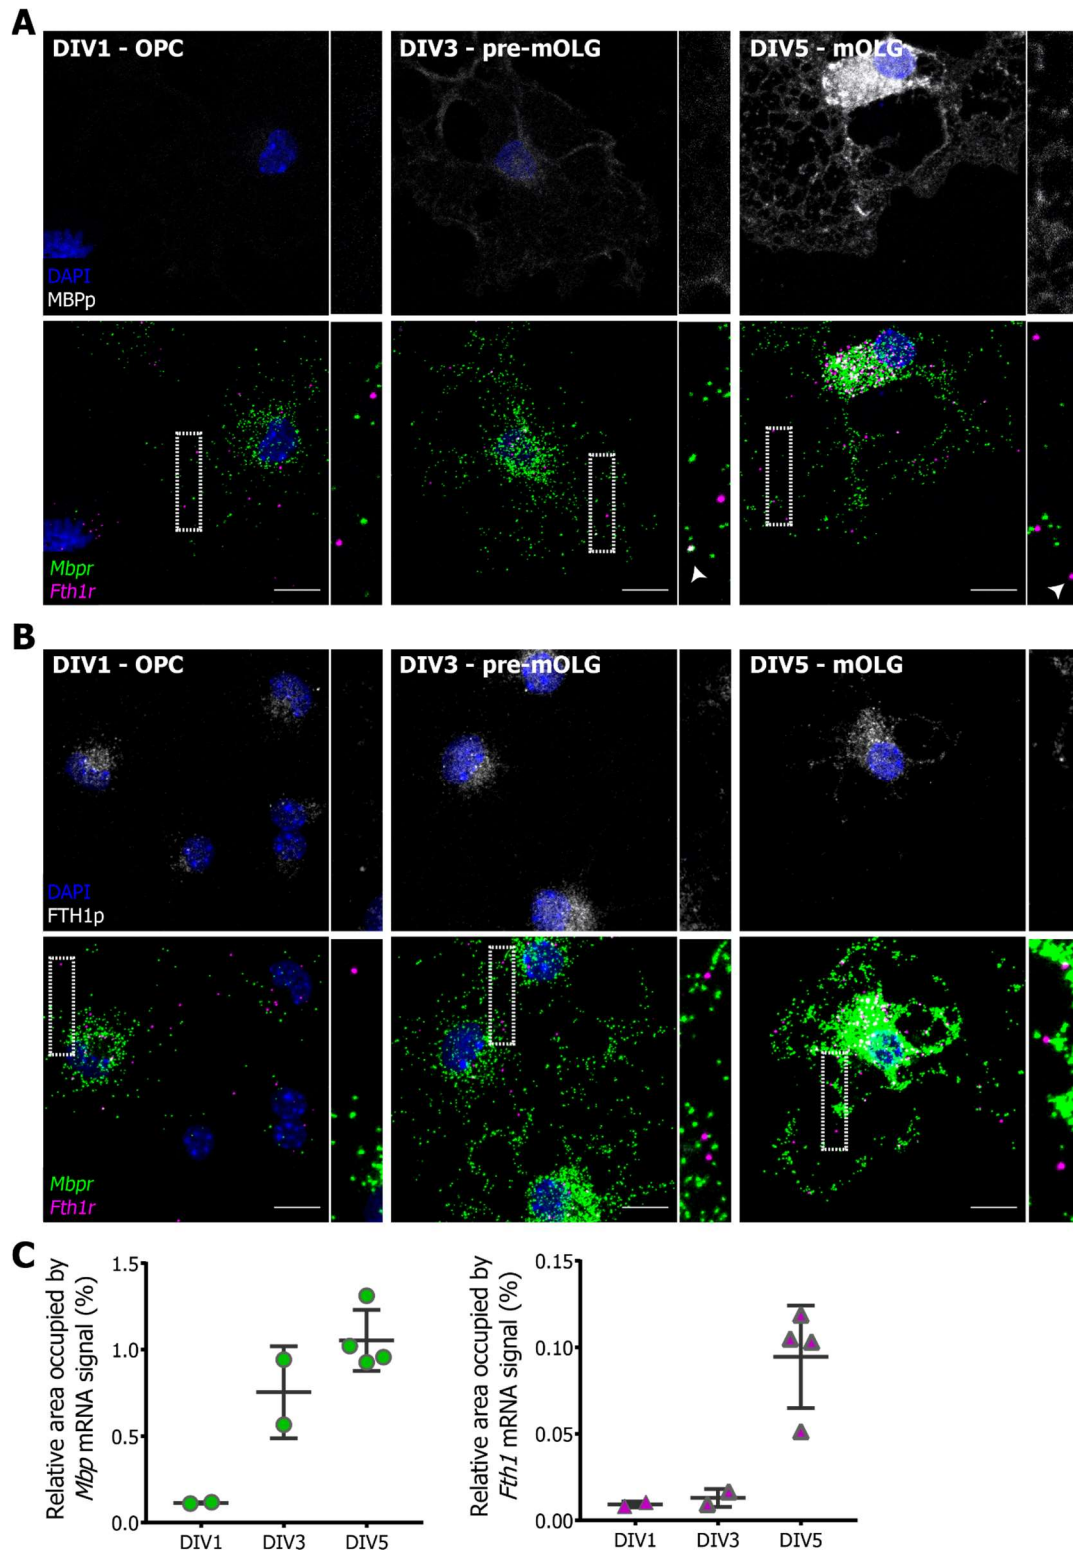 A
DIV1 - OPC
DIV3 - pre-mOLG
DIV5 - mOLG
DAPI
MBPp
Mbpr
Fth1r
B
DIV1 - OPC
DIV3 - pre-mOLG
DIV5 - mOLG
DAPI
FTH1p
Mbpr
Fth1r
C
Relative area occupied by
Mbp mRNA signal (%)
1.5
1.0
0.5
0.0
DIV1 DIV3 DIV5
Relative area occupied by
Fth1 mRNA signal (%)
0.15
0.10
0.05
0.00
DIV1 DIV3 DIV5